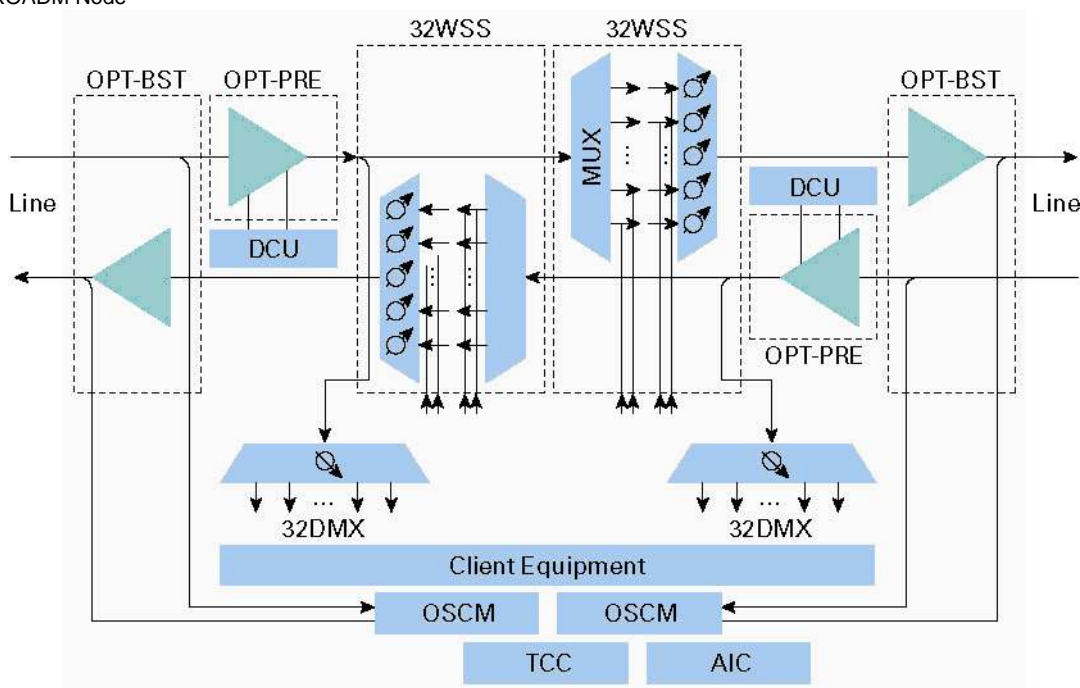 ROADM Node
32WSS
32WSS
OPT-BST
OPT-PRE
OPT-BST
MUX
DCU
Line
Line
DCU
OPT-PRE
32DMX
32DMX
Client Equipment
OSCM
OSCM
TCC
AIC